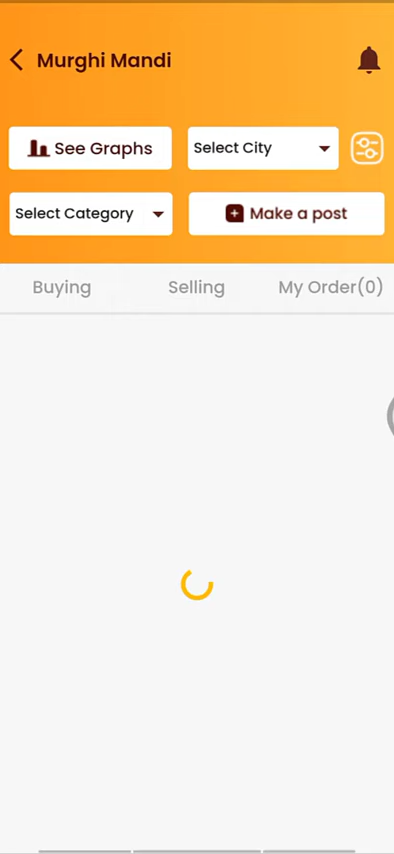 Murghi Mandi
See Graphs
Select City
Select Category
Make a post
Buying
Selling
My Order(0)